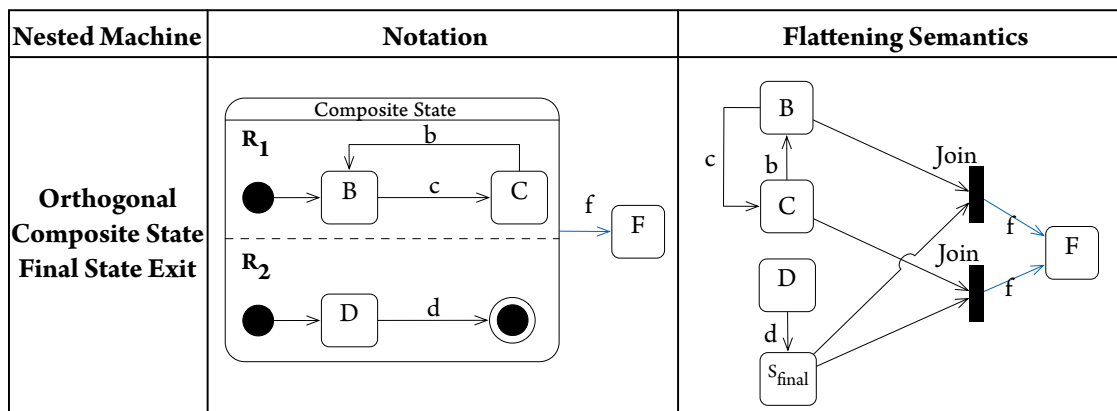 Nested Machine
Notation
Flattening Semantics
Orthogonal
Composite State
Final State Exit
Composite State
R1
b
B
c
C
f
F
R2
D
d
B
c
b
C
D
d
Sfinal
Join
f
Join
f
F